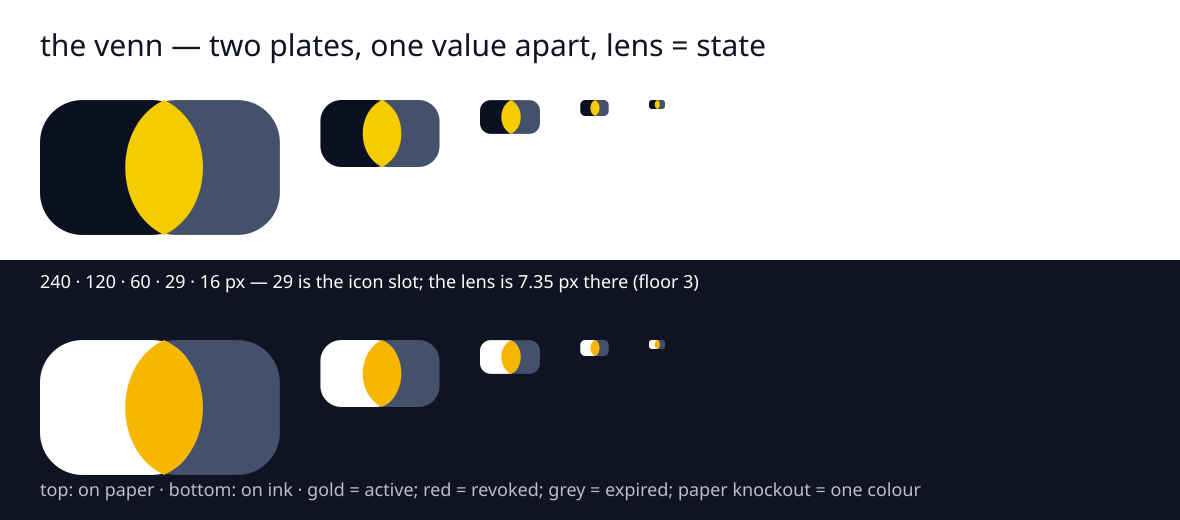 the venn — two plates, one value apart, lens = state
240 · 120 · 60 · 29 · 16 px — 29 is the icon slot; the lens is 7.35 px there (floor 3)
top: on paper · bottom: on ink · gold = active; red = revoked; grey = expired; paper knockout = one colour